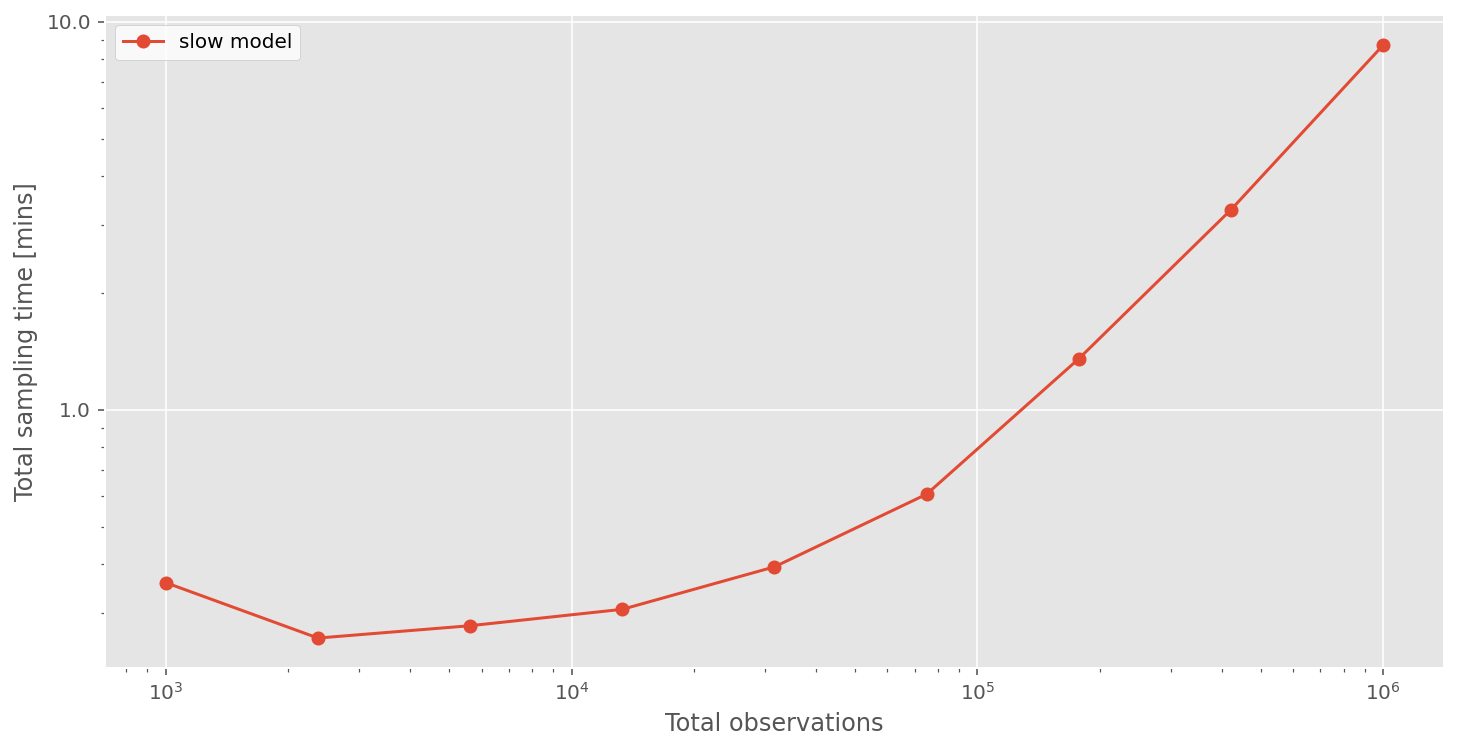 slow model
10.0
1.0
Total sampling time [mins]
10³
10⁴
10⁵
10⁶
Total observations